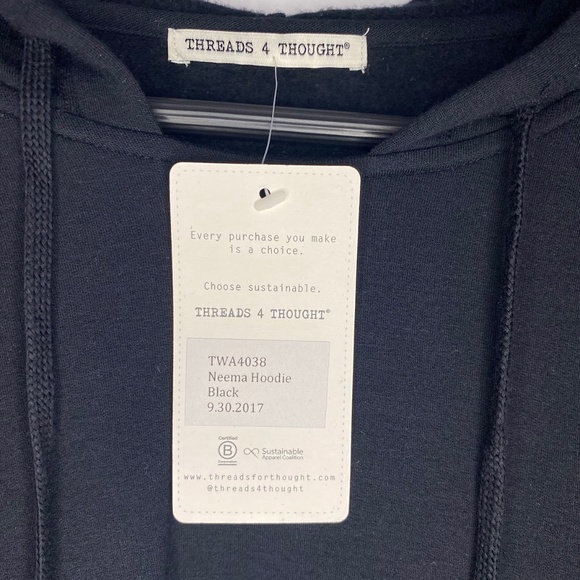 THREADS 4 THOUGHT®
Every purchase you make
is a choice.
Choose sustainable.
THREADS 4 THOUGHT®
TWA4038
Neema Hoodie
Black
9.30.2017
Certified
B
Corporation
Sustainable
Apparel Coalition
www.threadsforthought.com
@threads4thought